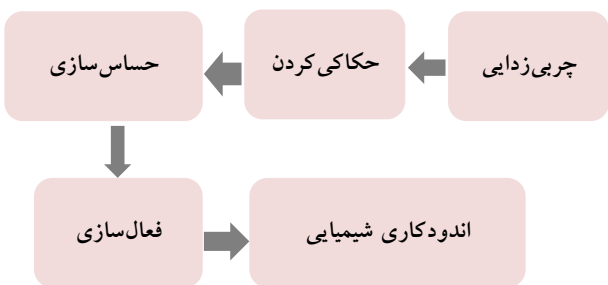 چربی‌زدایی
حکاکی‌کردن
حساس‌سازی
فعال‌سازی
اندودکاری شیمیایی